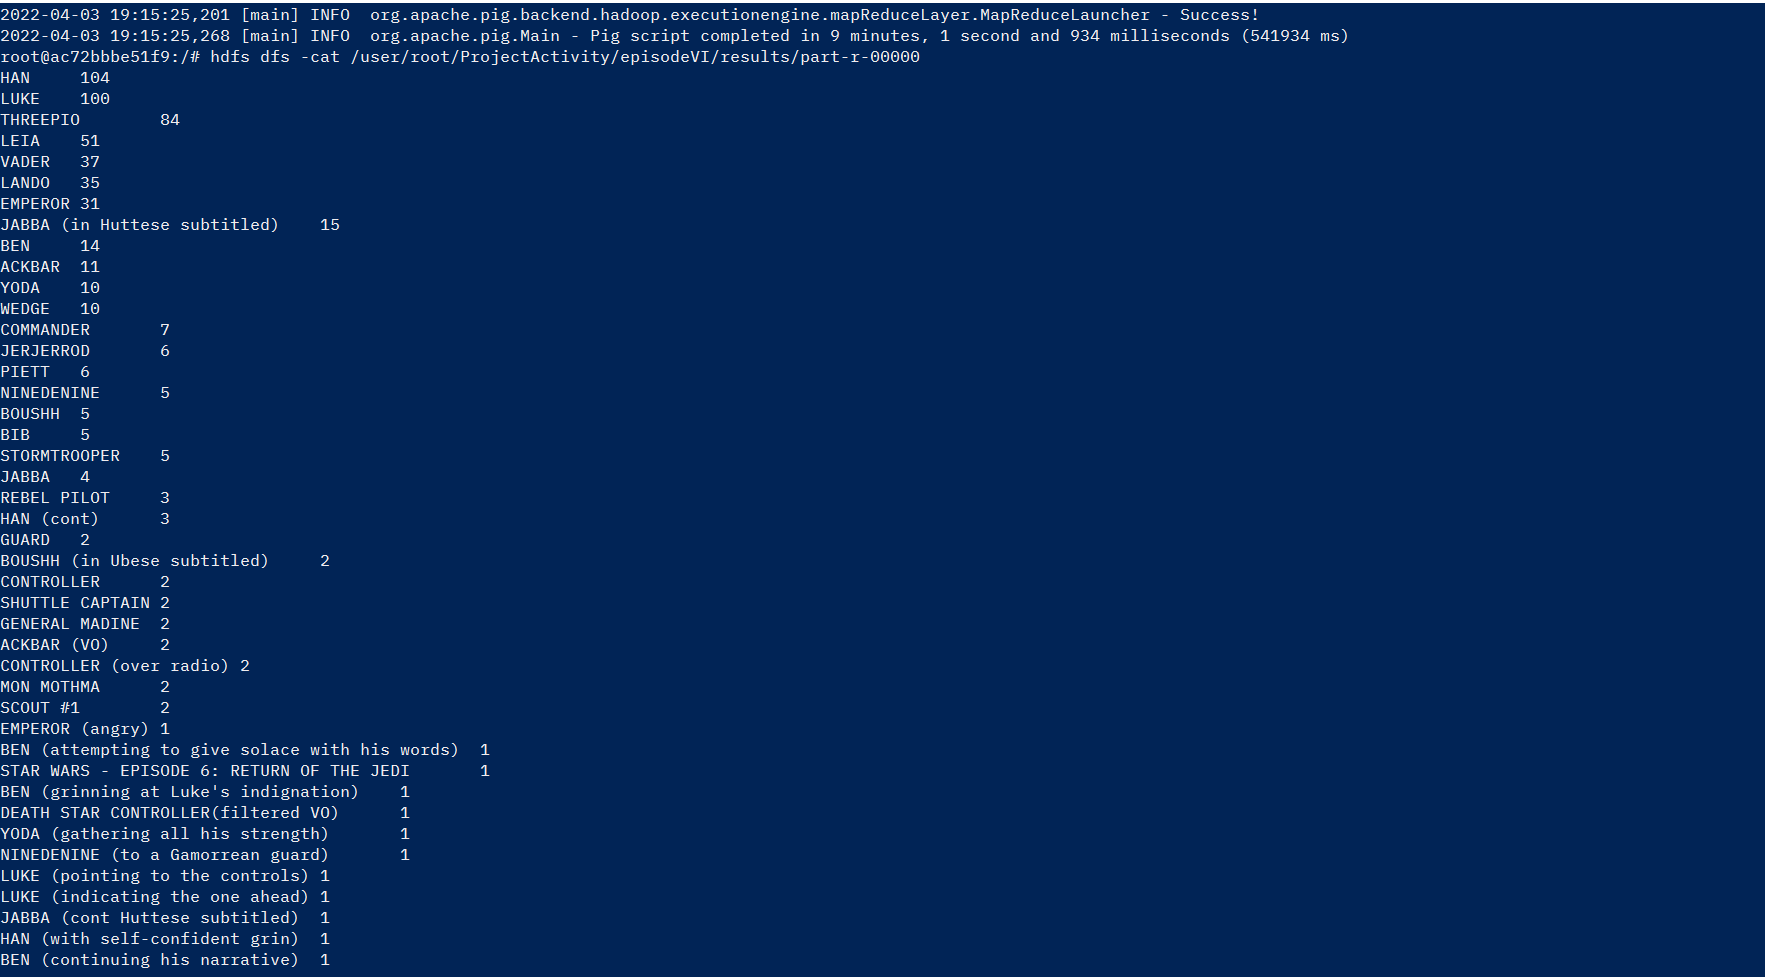 2022-04-03 19:15:25,201 [main] INFO  org.apache.pig.backend.hadoop.executionengine.mapReduceLayer.MapReduceLauncher - Success!
2022-04-03 19:15:25,268 [main] INFO  org.apache.pig.Main - Pig script completed in 9 minutes, 1 second and 934 milliseconds (541934 ms)
root@ac72bbbe51f9:/# hdfs dfs -cat /user/root/ProjectActivity/episodeVI/results/part-r-00000
HAN     104
LUKE    100
THREEPIO        84
LEIA    51
VADER   37
LANDO   35
EMPEROR 31
JABBA (in Huttese subtitled)    15
BEN     14
ACKBAR  11
YODA    10
WEDGE   10
COMMANDER       7
JERJERROD       6
PIETT   6
NINEDENINE      5
BOUSHH  5
BIB     5
STORMTROOPER    5
JABBA   4
REBEL PILOT     3
HAN (cont)      3
GUARD   2
BOUSHH (in Ubese subtitled)     2
CONTROLLER      2
SHUTTLE CAPTAIN 2
GENERAL MADINE  2
ACKBAR (VO)     2
CONTROLLER (over radio) 2
MON MOTHMA      2
SCOUT #1        2
EMPEROR (angry) 1
BEN (attempting to give solace with his words)  1
STAR WARS - EPISODE 6: RETURN OF THE JEDI       1
BEN (grinning at Luke's indignation)    1
DEATH STAR CONTROLLER(filtered VO)      1
YODA (gathering all his strength)       1
NINEDENINE (to a Gamorrean guard)       1
LUKE (pointing to the controls) 1
LUKE (indicating the one ahead) 1
JABBA (cont Huttese subtitled)  1
HAN (with self-confident grin)  1
BEN (continuing his narrative)  1